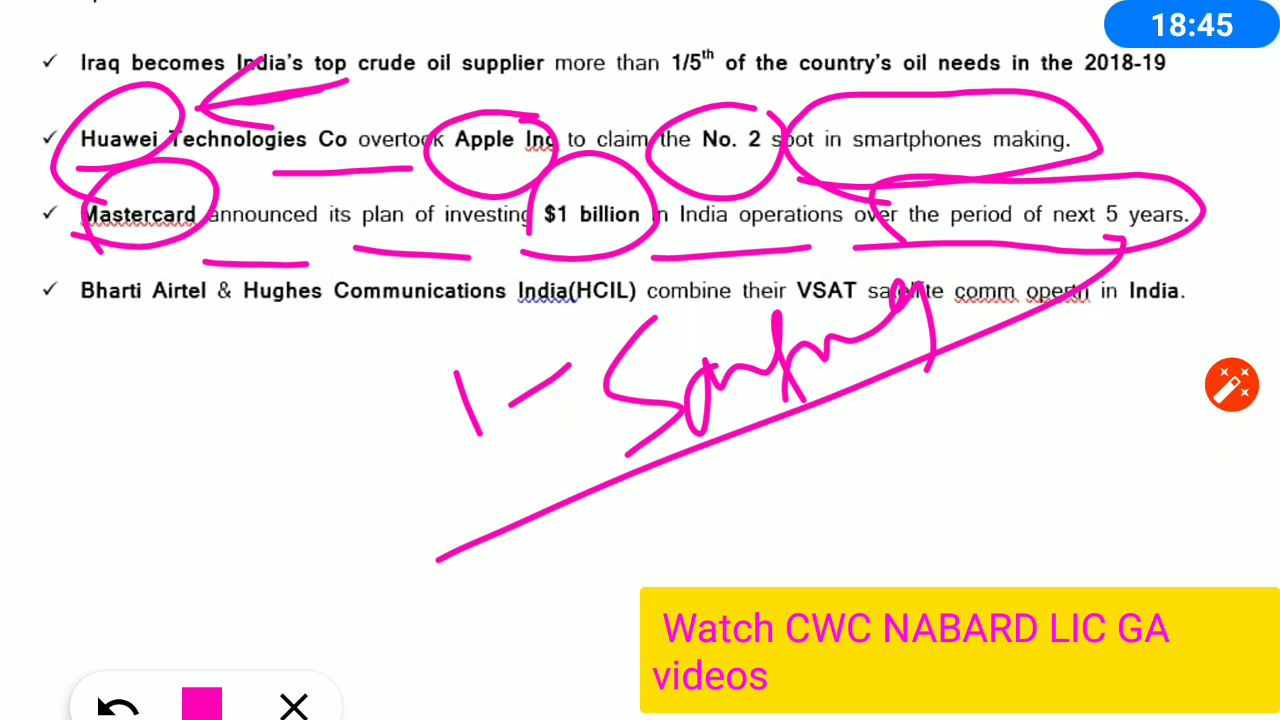 18:45
✓ Iraq becomes India's top crude oil supplier more than 1/5th of the country's oil needs in the 2018-19
✓ Huawei Technologies Co overtook Apple Inc to claim the No. 2 spot in smartphones making.
✓ Mastercard announced its plan of investing $1 billion in India operations over the period of next 5 years.
✓ Bharti Airtel & Hughes Communications India(HCIL) combine their VSAT satellite comm opertn in India.
1 -
Watch CWC NABARD LIC GA
videos